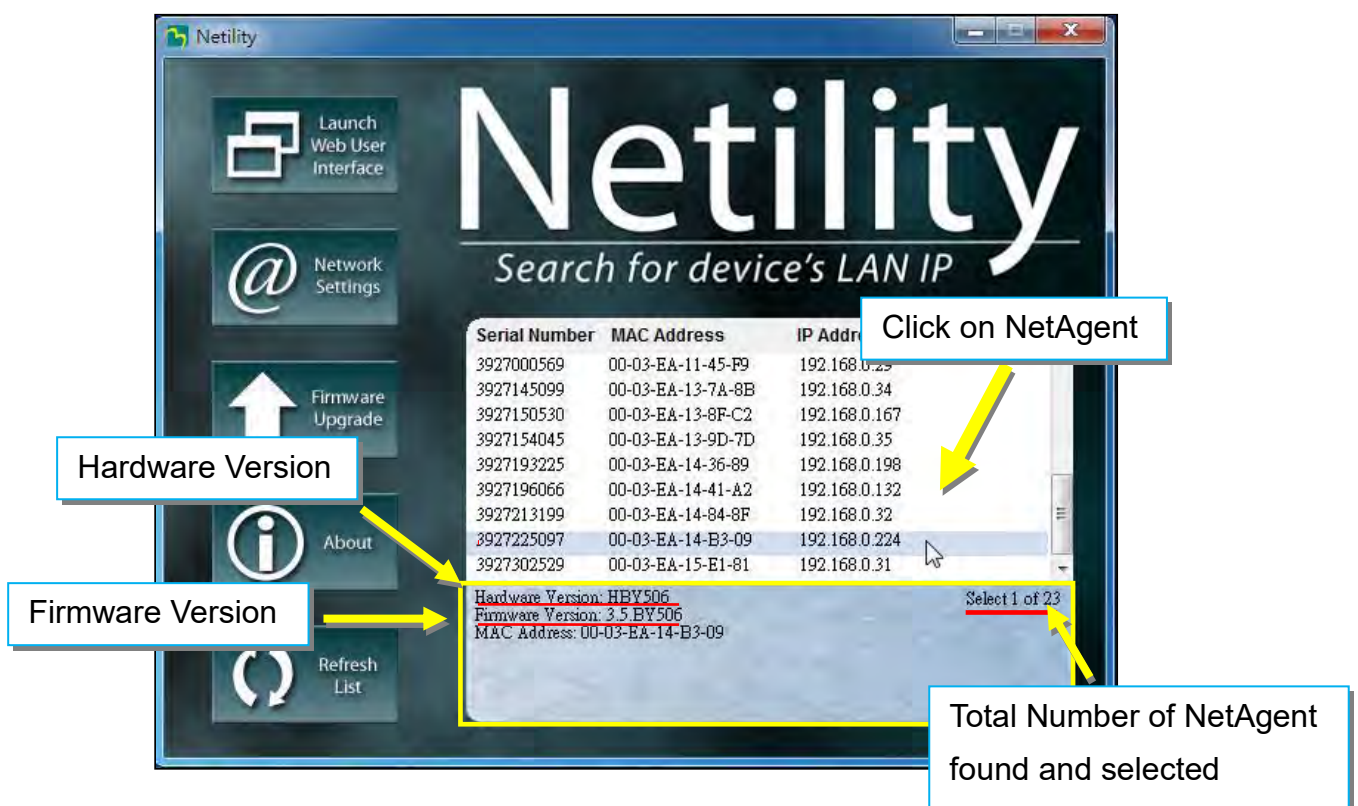 Netility
Launch
Web User
Interface
Network
Settings
Firmware
Upgrade
About
Refresh
List
Netility
Search for device's LAN IP
Click on NetAgent
Serial Number MAC Address IP Addr
3927000569 00-03-EA-11-45-F9 192.168.0.29
3927145099 00-03-EA-13-7A-8B 192.168.0.34
3927150530 00-03-EA-13-8F-C2 192.168.0.167
3927154045 00-03-EA-13-9D-7D 192.168.0.35
3927193225 00-03-EA-14-36-89 192.168.0.198
3927196066 00-03-EA-14-41-A2 192.168.0.132
3927213199 00-03-EA-14-84-8F 192.168.0.32
3927225097 00-03-EA-14-B3-09 192.168.0.224
3927302529 00-03-EA-15-E1-81 192.168.0.31
Hardware Version
Firmware Version
Hardware Version: HBY506 Select 1 of 23
Firmware Version: 3.5.BY506
MAC Address: 00-03-EA-14-B3-09
Total Number of NetAgent
found and selected